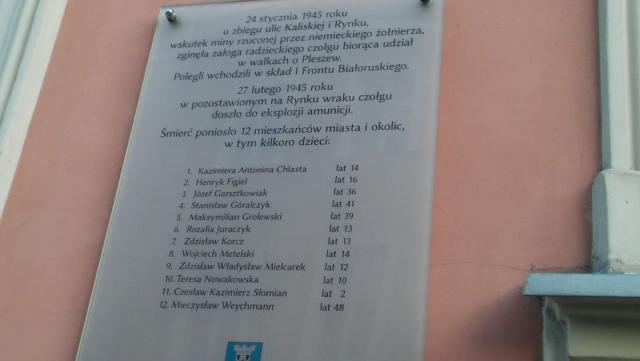 24 stycznia 1945 roku
u zbiegu ulic Kaliskiej i Rynku,
wskutek miny rzuconej przez niemieckiego żołnierza,
zginęła załoga radzieckiego czołgu biorąca udział
w walkach o Pleszew.
Polegli wchodzili w skład I Frontu Białoruskiego.
27 lutego 1945 roku
w pozostawionym na Rynku wraku czołgu
doszło do eksplozji amunicji.
Śmierć poniosło 12 mieszkańców miasta i okolic,
w tym kilkoro dzieci:
1. Kazimiera Antonina Chlasta lat 14
2. Henryk Figiel lat 16
3. Józef Garsztkowiak lat 36
4. Stanisław Góralczyk lat 41
5. Maksymilian Grolewski lat 39
6. Rozalia Juraczyk lat 13
7. Zdzisław Korcz lat 13
8. Wojciech Metelski lat 14
9. Zdzisław Władysław Mielcarek lat 12
10. Teresa Nowakowska lat 10
11. Czesław Kazimierz Słomian lat 2
12. Mieczysław Weychmann lat 48